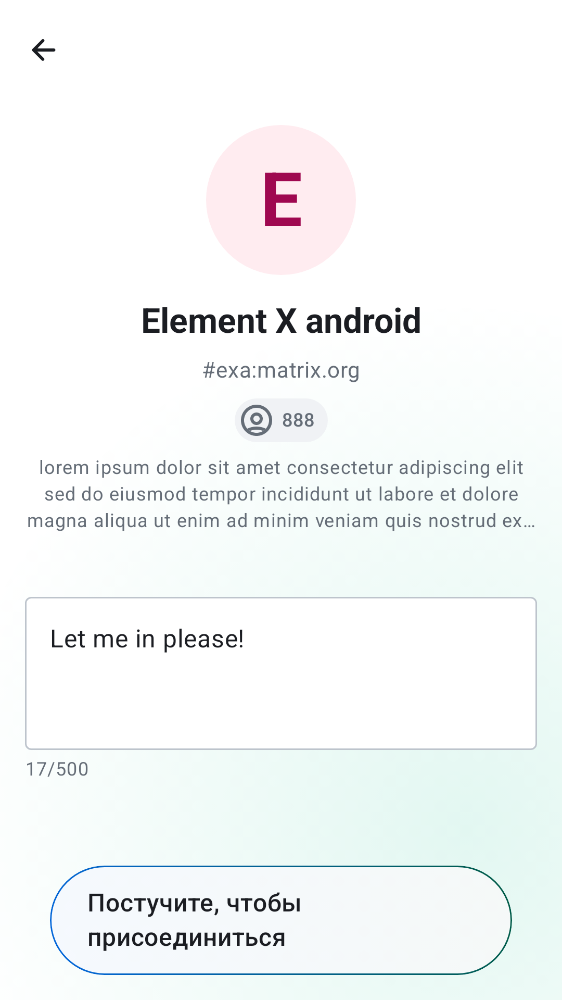 E
Element X android
#exa:matrix.org
888
lorem ipsum dolor sit amet consectetur adipiscing elit
sed do eiusmod tempor incididunt ut labore et dolore
magna aliqua ut enim ad minim veniam quis nostrud ex…
Let me in please!
17/500
Постучите, чтобы
присоединиться